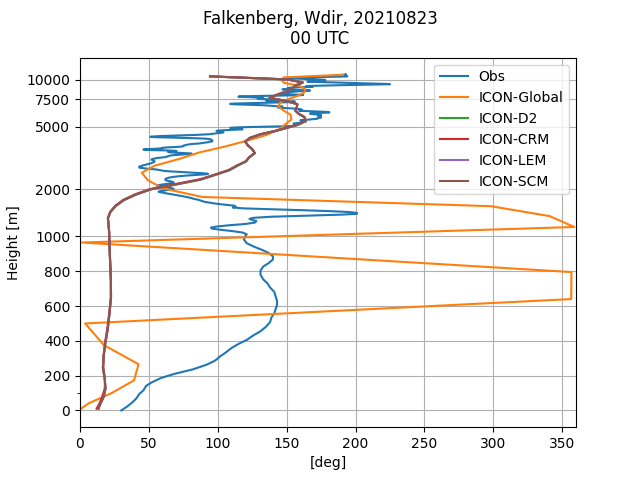 Falkenberg, Wdir, 20210823
00 UTC
Obs
ICON-Global
ICON-D2
ICON-CRM
ICON-LEM
ICON-SCM
10000
7500
5000
2000
1000
800
600
400
200
0
Height [m]
0 50 100 150 200 250 300 350
[deg]